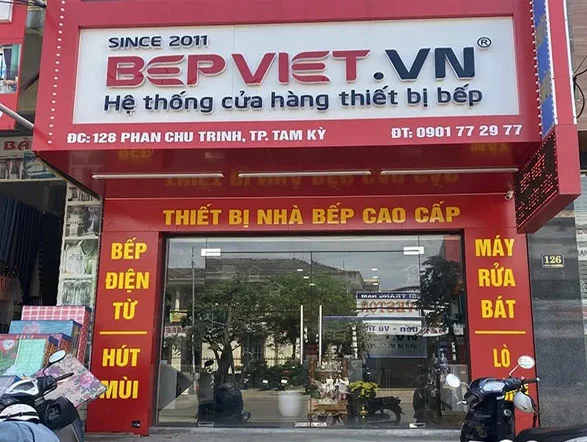 SINCE 2011
BẾPVIỆT.VN®
Hệ thống cửa hàng thiết bị bếp
ĐC: 128 PHAN CHU TRINH, TP. TAM KỲ
ĐT: 0901 77 29 77
THIẾT BỊ NHÀ BẾP CAO CẤP
BẾP
ĐIỆN
TỪ
HÚT
MÙI
MÁY
RỬA
BÁT
LÒ
126